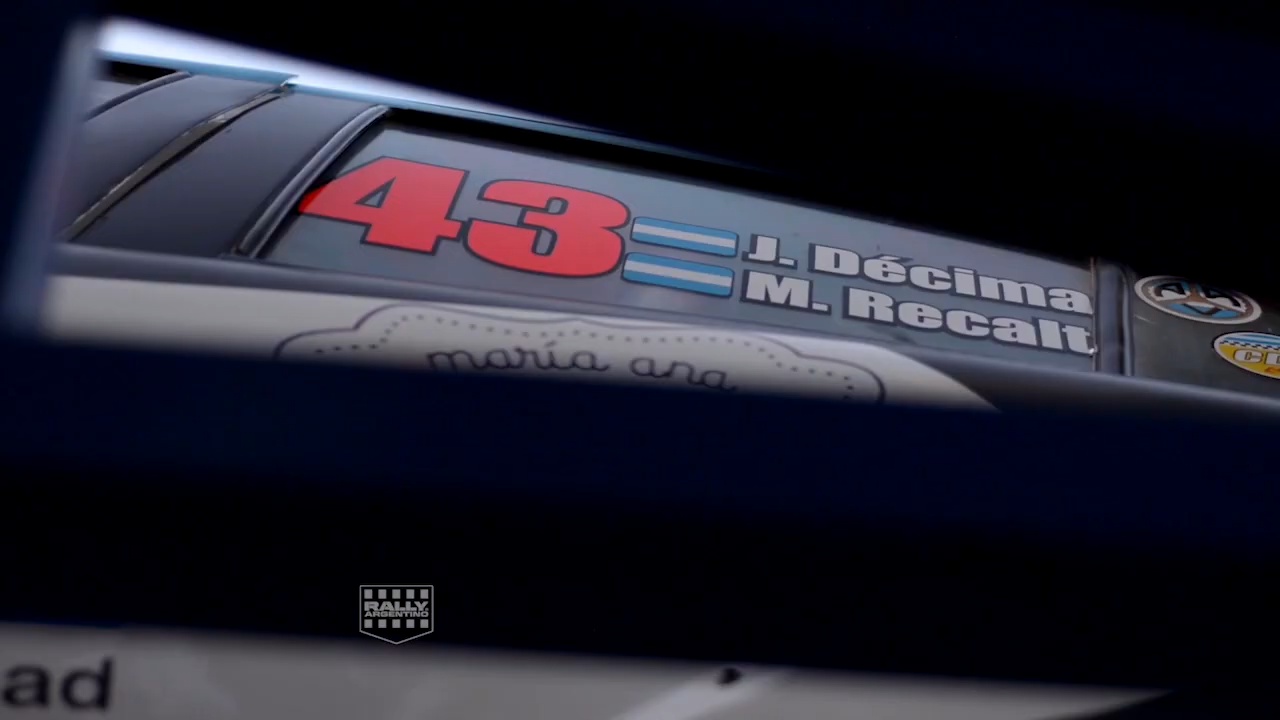 43
J. Décima
M. Recalt
maría ana
RALLY
ARGENTINO
ad